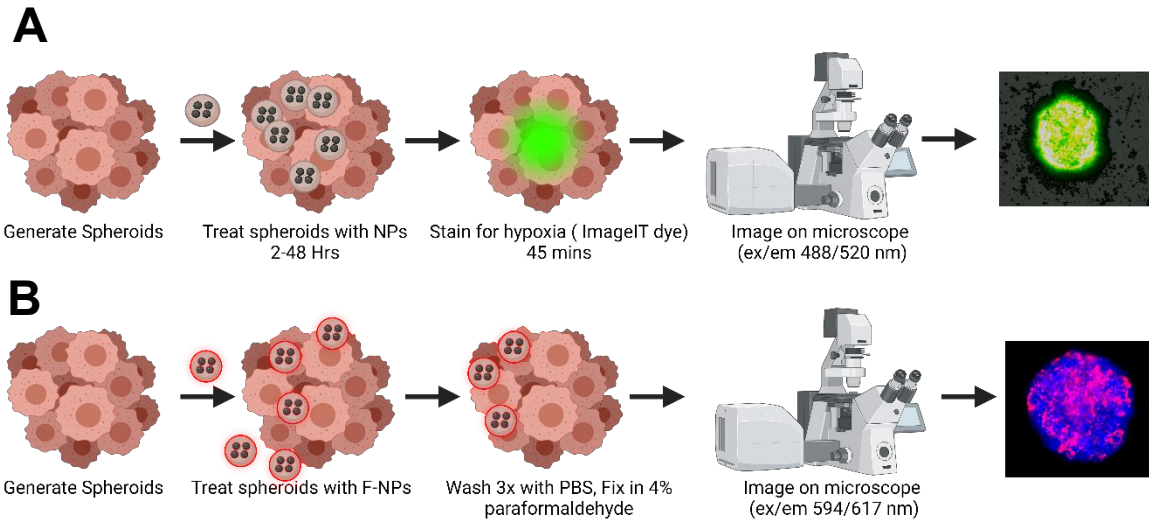 A
Generate Spheroids
Treat spheroids with NPs
2-48 Hrs
Stain for hypoxia ( ImageIT dye)
45 mins
Image on microscope
(ex/em 488/520 nm)
B
Generate Spheroids
Treat spheroids with F-NPs
Wash 3x with PBS, Fix in 4%
paraformaldehyde
Image on microscope
(ex/em 594/617 nm)